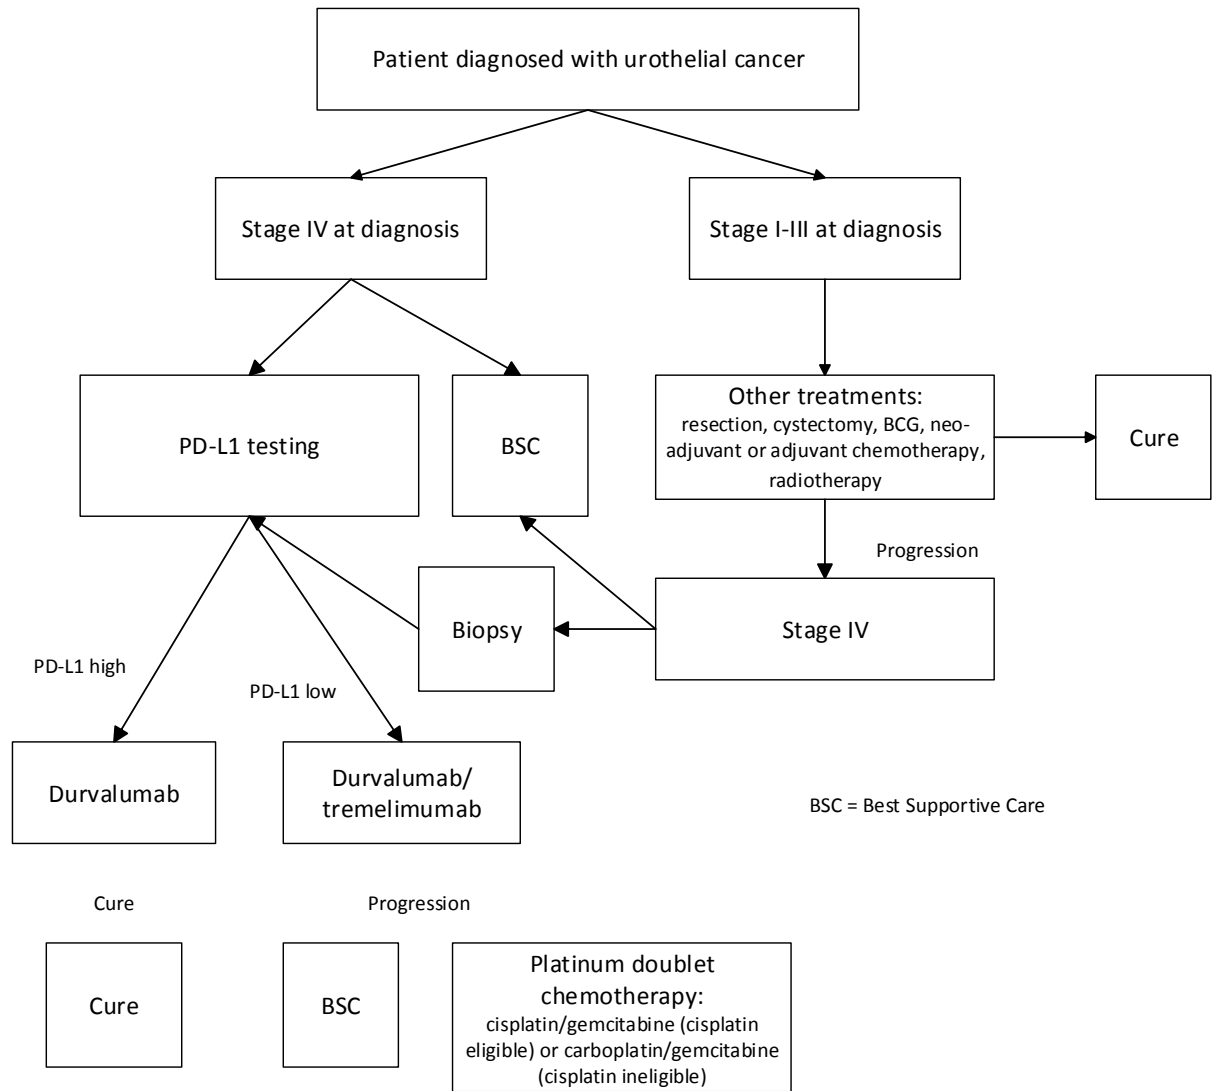 Patient diagnosed with urothelial cancer
Stage IV at diagnosis
Stage I-III at diagnosis
PD-L1 testing
BSC
Other treatments:
resection, cystectomy, BCG, neo-
adjuvant or adjuvant chemotherapy,
radiotherapy
Cure
Progression
Biopsy
Stage IV
PD-L1 high
PD-L1 low
Durvalumab
Durvalumab/
tremelimumab
BSC = Best Supportive Care
Cure
Progression
Cure
BSC
Platinum doublet
chemotherapy:
cisplatin/gemcitabine (cisplatin
eligible) or carboplatin/gemcitabine
(cisplatin ineligible)